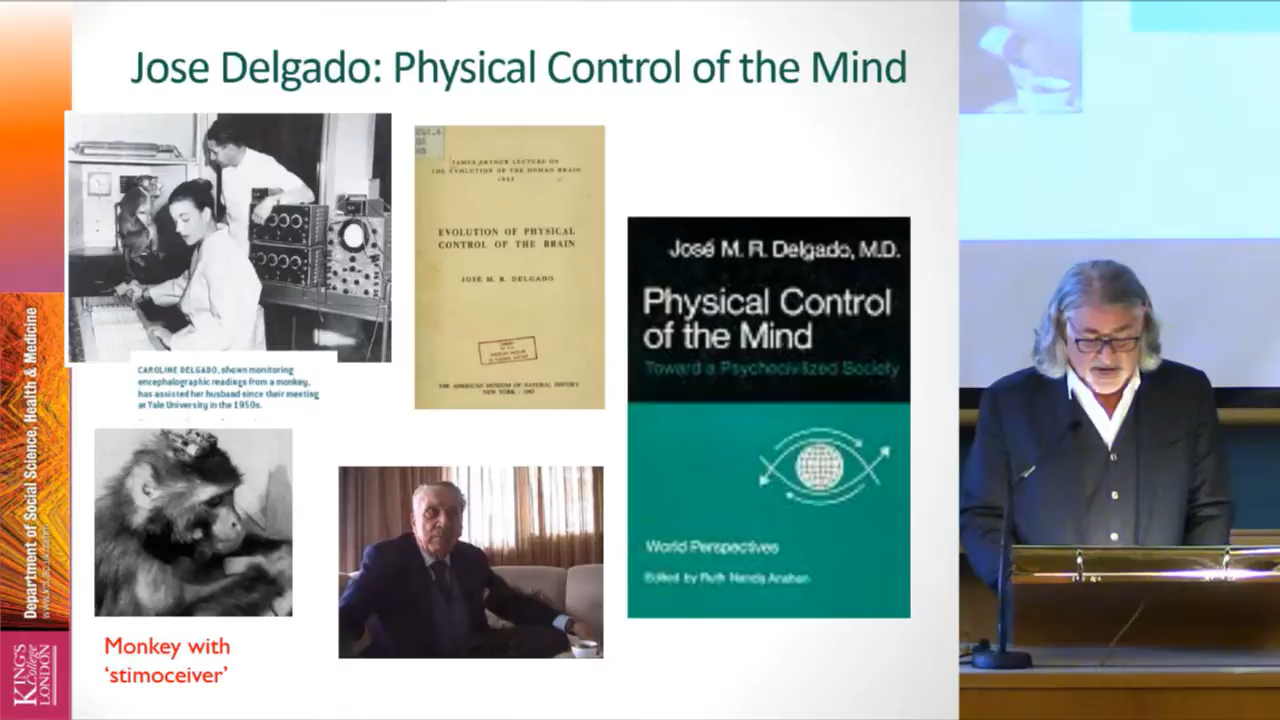 Jose Delgado: Physical Control of the Mind
JAMES ARTHUR LECTURE ON
THE EVOLUTION OF THE HUMAN BRAIN
EVOLUTION OF PHYSICAL
CONTROL OF THE BRAIN
JOSÉ M. R. DELGADO
THE AMERICAN MUSEUM OF NATURAL HISTORY
NEW YORK :
José M. R. Delgado, M.D.
Physical Control
of the Mind
Toward a Psychocivilized Society
World Perspectives
Edited by Ruth Nanda Anshen
CAROLINE DELGADO, shown monitoring
encephalographic readings from a monkey,
has assisted her husband since their meeting
at Yale University in the 1950s.
Monkey with
‘stimoceiver’
Department of Social Science, Health & Medicine
KING'S
College
LONDON